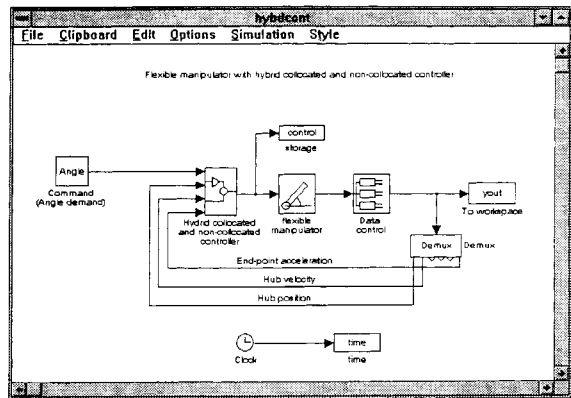 hybdcont
File Clipboard Edit Options Simulation Style
Flexible manipulator with hybrid collocated and non-collocated controller
control
storage
Angle
Command
(Angle demand)
Hydrid collocated
and non-collocated
controller
flexible
manipulator
Data
control
yout
To workspace
Demux
Demux
End-point acceleration
Hub velocity
Hub position
Clock
time
time